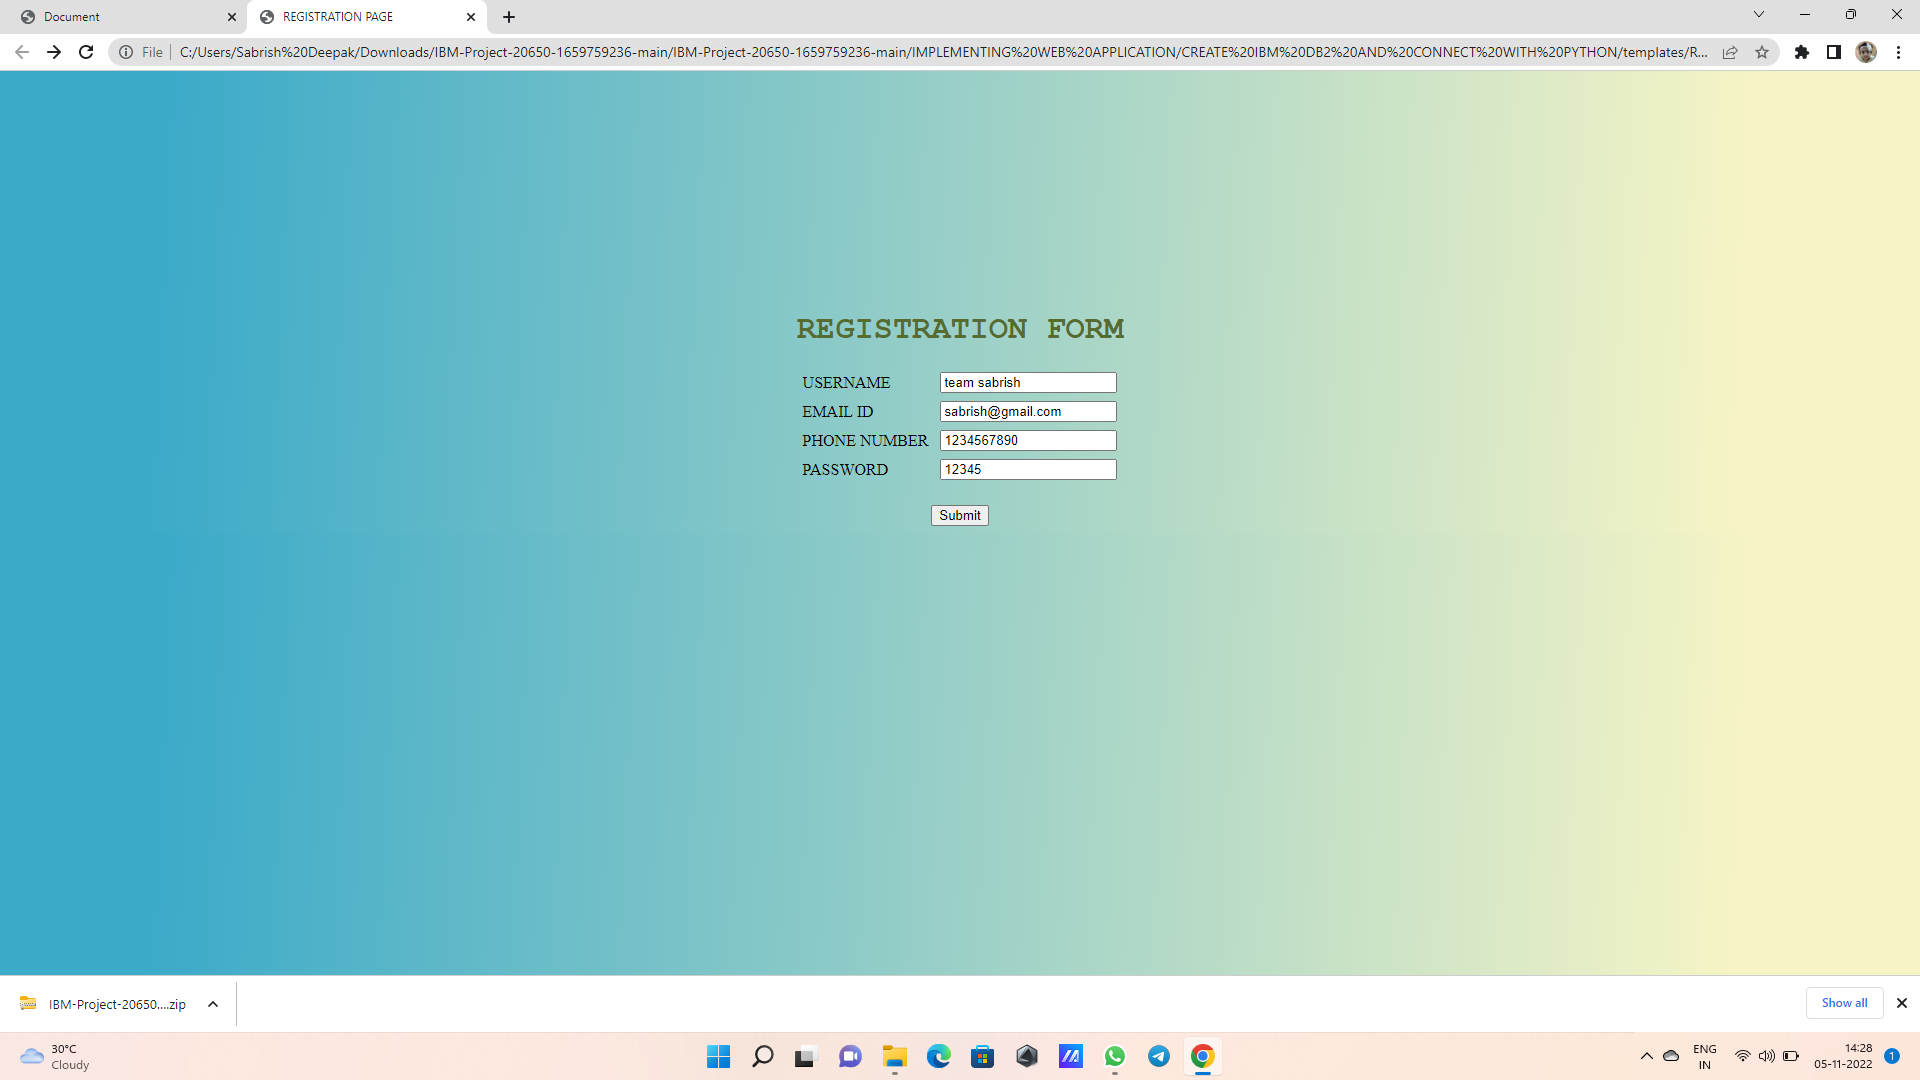 Document
REGISTRATION PAGE
File
C:/Users/Sabrish%20Deepak/Downloads/IBM-Project-20650-1659759236-main/IBM-Project-20650-1659759236-main/IMPLEMENTING%20WEB%20APPLICATION/CREATE%20IBM%20DB2%20AND%20CONNECT%20WITH%20PYTHON/templates/R...
REGISTRATION FORM
USERNAME team sabrish
EMAIL ID sabrish@gmail.com
PHONE NUMBER 1234567890
PASSWORD 12345
Submit
IBM-Project-20650....zip
Show all
30°C
Cloudy
ENG
IN
14:28
05-11-2022
1